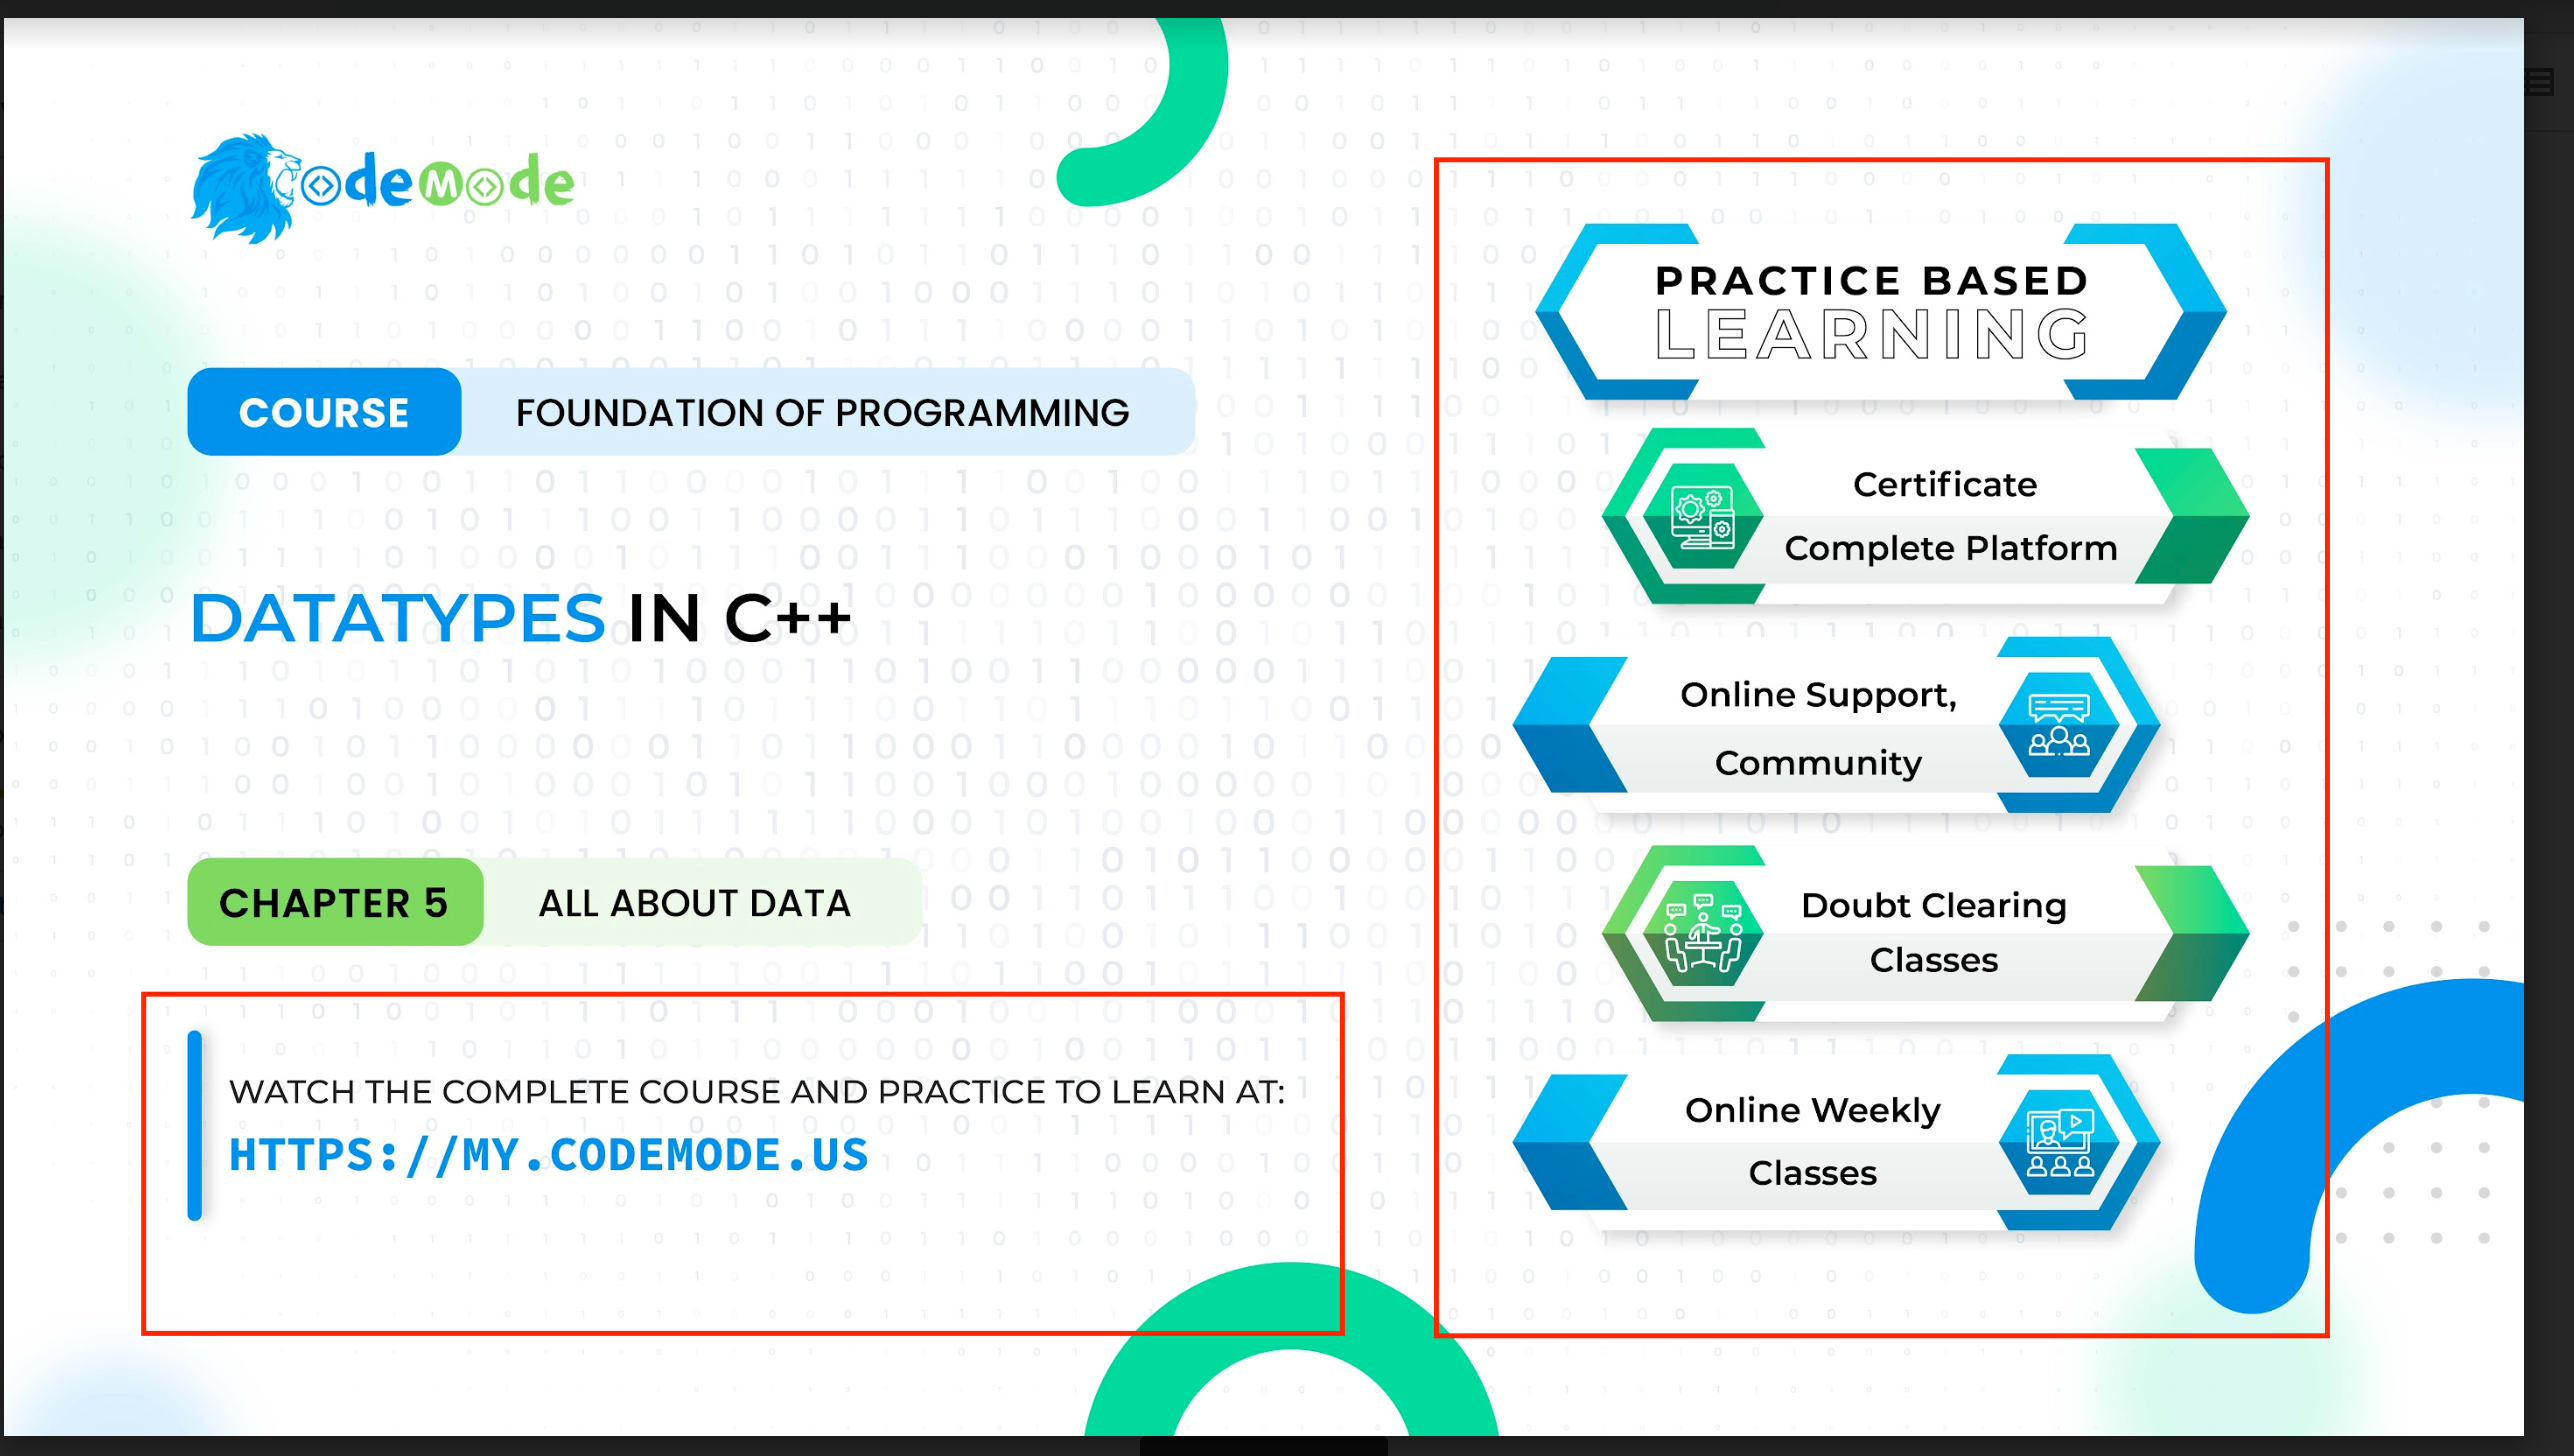 CodeMode
COURSE
FOUNDATION OF PROGRAMMING
DATATYPES IN C++
CHAPTER 5
ALL ABOUT DATA
WATCH THE COMPLETE COURSE AND PRACTICE TO LEARN AT:
HTTPS://MY.CODEMODE.US
PRACTICE BASED
LEARNING
Certificate
Complete Platform
Online Support,
Community
Doubt Clearing
Classes
Online Weekly
Classes